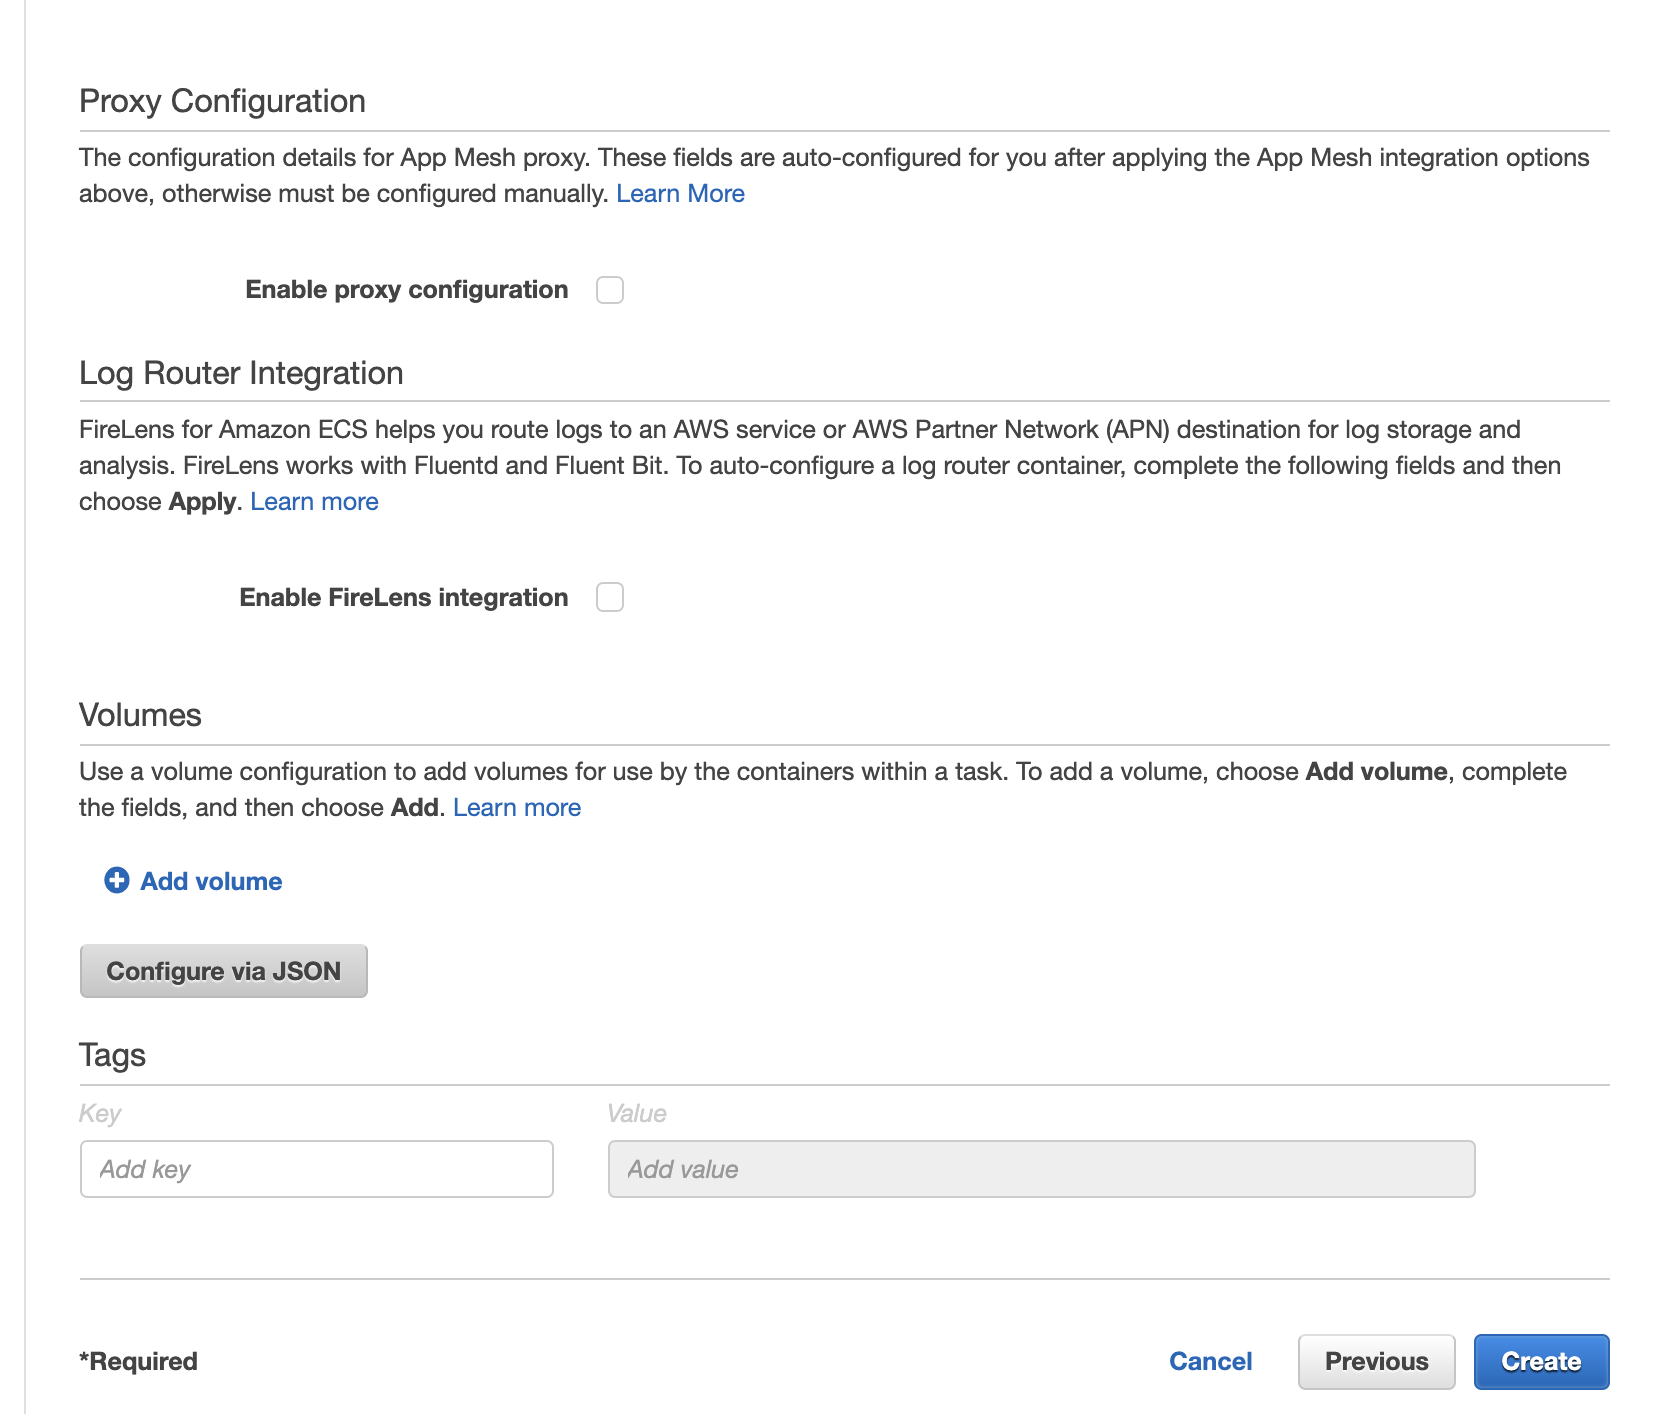 Proxy Configuration
The configuration details for App Mesh proxy. These fields are auto-configured for you after applying the App Mesh integration options
above, otherwise must be configured manually. Learn More
Enable proxy configuration
Log Router Integration
FireLens for Amazon ECS helps you route logs to an AWS service or AWS Partner Network (APN) destination for log storage and
analysis. FireLens works with Fluentd and Fluent Bit. To auto-configure a log router container, complete the following fields and then
choose Apply. Learn more
Enable FireLens integration
Volumes
Use a volume configuration to add volumes for use by the containers within a task. To add a volume, choose Add volume, complete
the fields, and then choose Add. Learn more
Add volume
Configure via JSON
Tags
Key Value
Add key Add value
*Required Cancel Previous Create